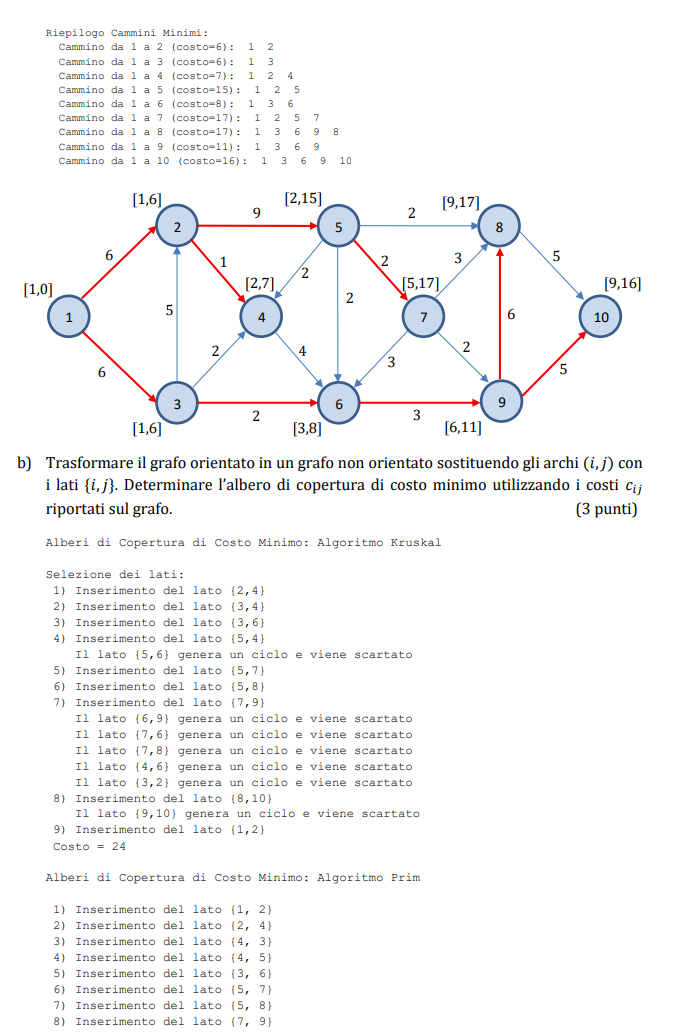 Riepilogo Cammini Minimi:
Cammino da 1 a 2 (costo=6): 1 2
Cammino da 1 a 3 (costo=6): 1 3
Cammino da 1 a 4 (costo=7): 1 2 4
Cammino da 1 a 5 (costo=15): 1 2 5
Cammino da 1 a 6 (costo=8): 1 3 6
Cammino da 1 a 7 (costo=17): 1 2 5 7
Cammino da 1 a 8 (costo=17): 1 3 6 9 8
Cammino da 1 a 9 (costo=11): 1 3 6 9
Cammino da 1 a 10 (costo=16): 1 3 6 9 10
[1,6] [2,15] [9,17]
9 2
2 5 8
6 1 2 2 3 5
[1,0] [2,7] [5,17] [9,16]
5 2 6
1 4 7 10
2 4 3 2
6 5
3 6 9
2 3
[1,6] [3,8] [6,11]
b) Trasformare il grafo orientato in un grafo non orientato sostituendo gli archi (i, j) con
i lati {i, j}. Determinare l'albero di copertura di costo minimo utilizzando i costi cij
riportati sul grafo. (3 punti)
Alberi di Copertura di Costo Minimo: Algoritmo Kruskal
Selezione dei lati:
1) Inserimento del lato {2,4}
2) Inserimento del lato {3,4}
3) Inserimento del lato {3,6}
4) Inserimento del lato {5,4}
Il lato {5,6} genera un ciclo e viene scartato
5) Inserimento del lato {5,7}
6) Inserimento del lato {5,8}
7) Inserimento del lato {7,9}
Il lato {6,9} genera un ciclo e viene scartato
Il lato {7,6} genera un ciclo e viene scartato
Il lato {7,8} genera un ciclo e viene scartato
Il lato {4,6} genera un ciclo e viene scartato
Il lato {3,2} genera un ciclo e viene scartato
8) Inserimento del lato {8,10}
Il lato {9,10} genera un ciclo e viene scartato
9) Inserimento del lato {1,2}
Costo = 24
Alberi di Copertura di Costo Minimo: Algoritmo Prim
1) Inserimento del lato {1, 2}
2) Inserimento del lato {2, 4}
3) Inserimento del lato {4, 3}
4) Inserimento del lato {4, 5}
5) Inserimento del lato {3, 6}
6) Inserimento del lato {5, 7}
7) Inserimento del lato {5, 8}
8) Inserimento del lato {7, 9}